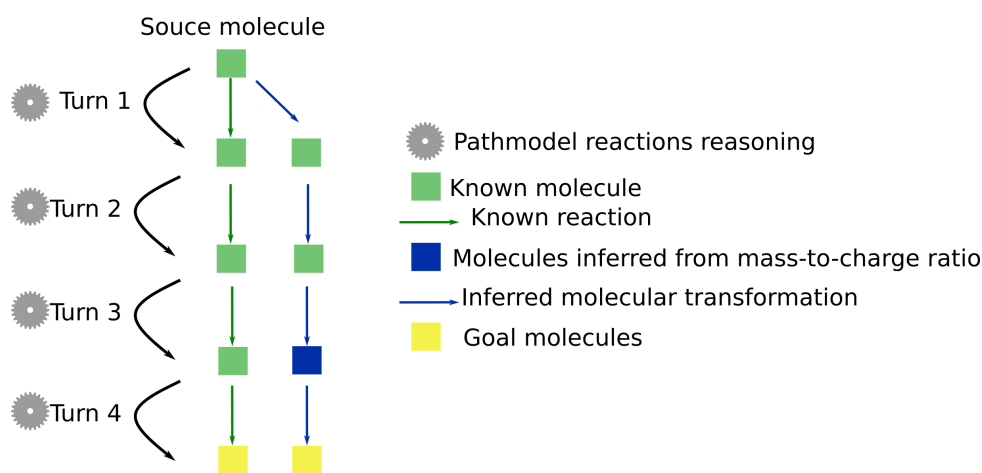 Souce molecule
Turn 1
Turn 2
Turn 3
Turn 4
Pathmodel reactions reasoning
Known molecule
Known reaction
Molecules inferred from mass-to-charge ratio
Inferred molecular transformation
Goal molecules